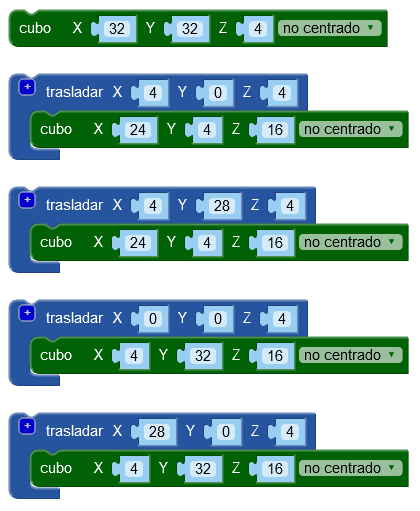 cubo X 32 Y 32 Z 4 no centrado ▾
+ trasladar X 4 Y 0 Z 4
cubo X 24 Y 4 Z 16 no centrado ▾
+ trasladar X 4 Y 28 Z 4
cubo X 24 Y 4 Z 16 no centrado ▾
+ trasladar X 0 Y 0 Z 4
cubo X 4 Y 32 Z 16 no centrado ▾
+ trasladar X 28 Y 0 Z 4
cubo X 4 Y 32 Z 16 no centrado ▾